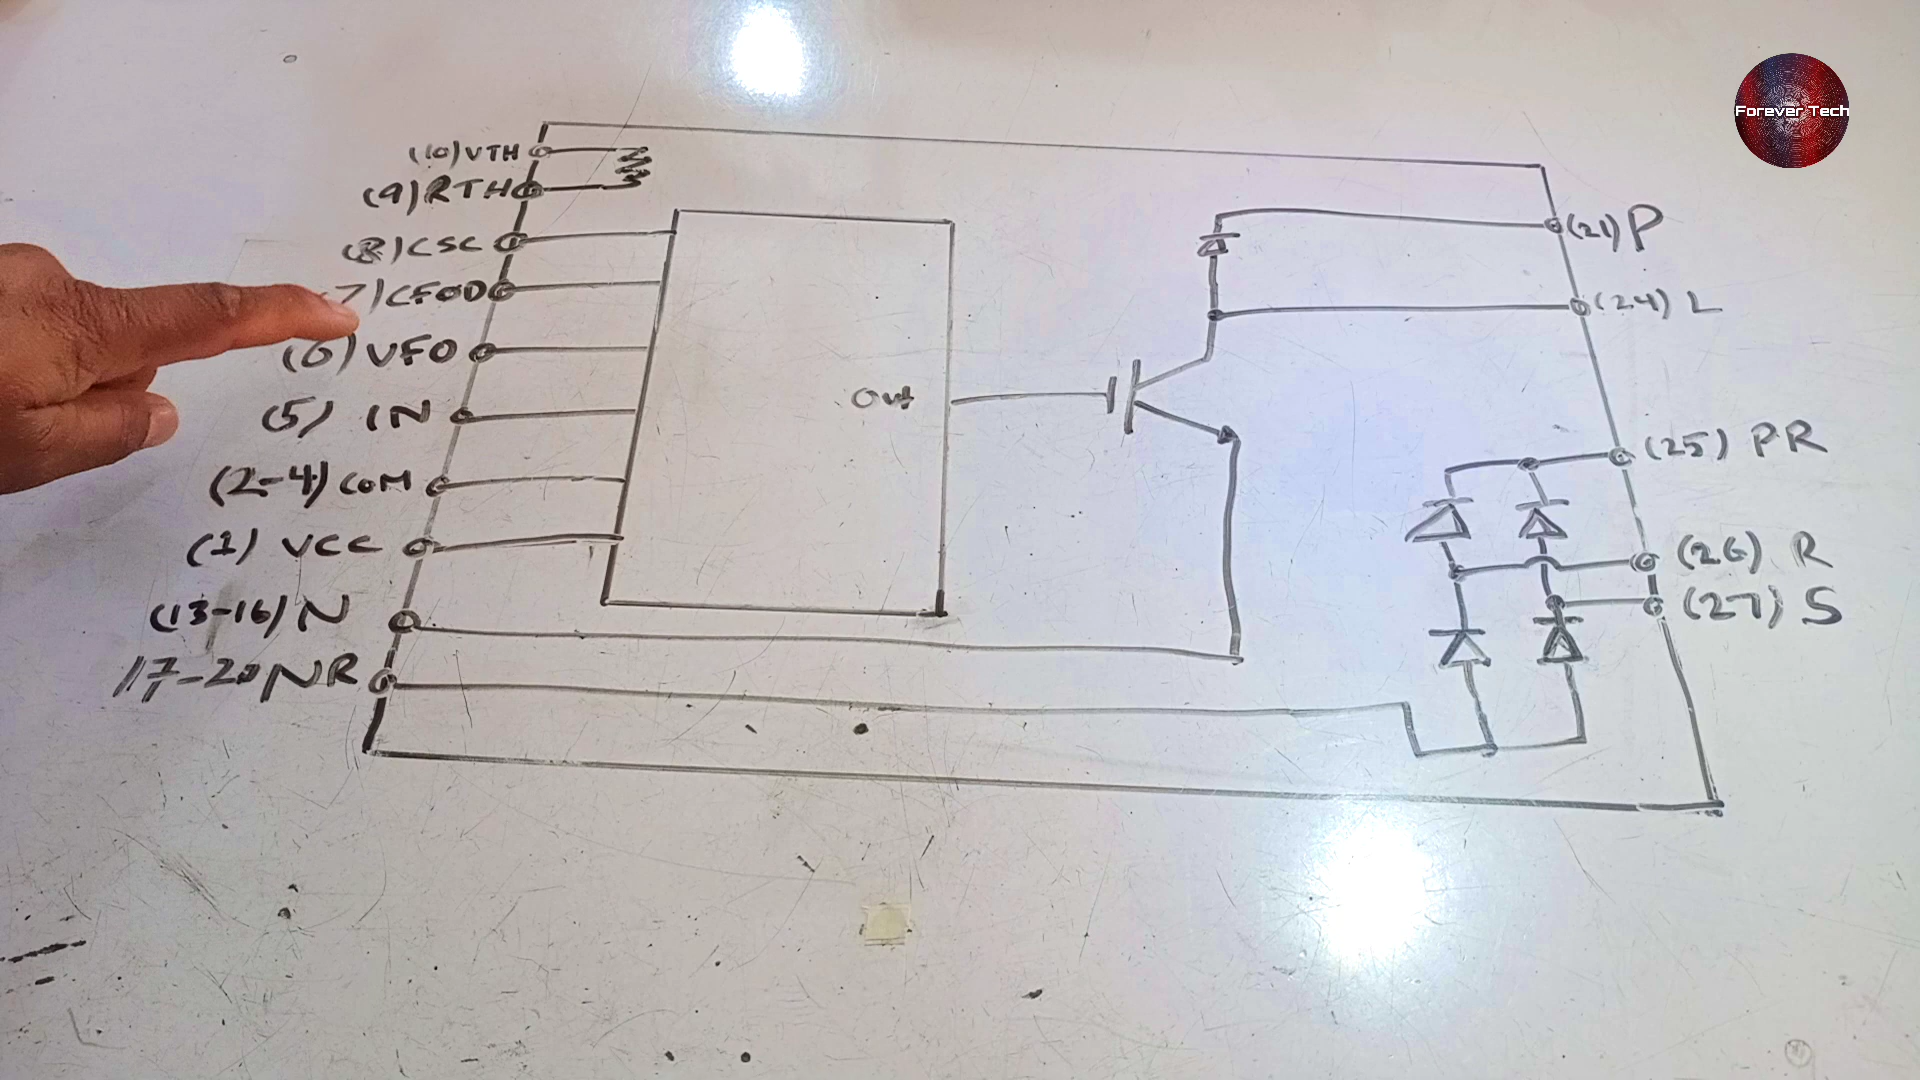 Forever Tech
(10) VTH
(9) RTH
(8) CSC
7) CFOD
(6) VFO
(5) IN
(2-4) COM
(1) VCC
(13-16) N
17-20) NR
Out
(21) P
(24) L
(25) PR
(26) R
(27) S